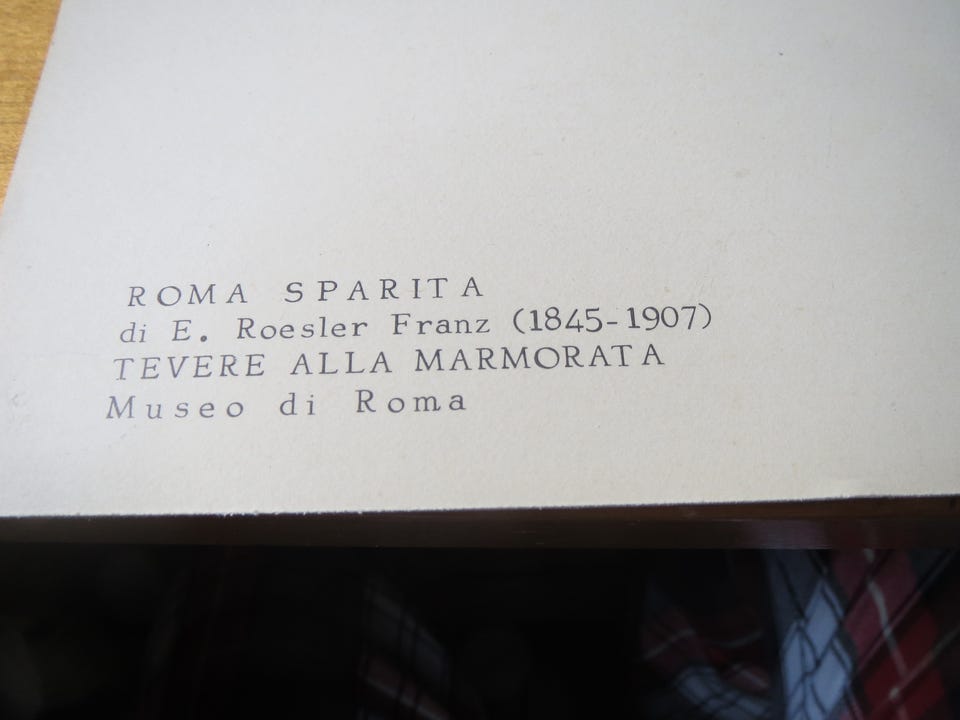 ROMA SPARITA
di E. Roesler Franz (1845-1907)
TEVERE ALLA MARMORATA
Museo di Roma